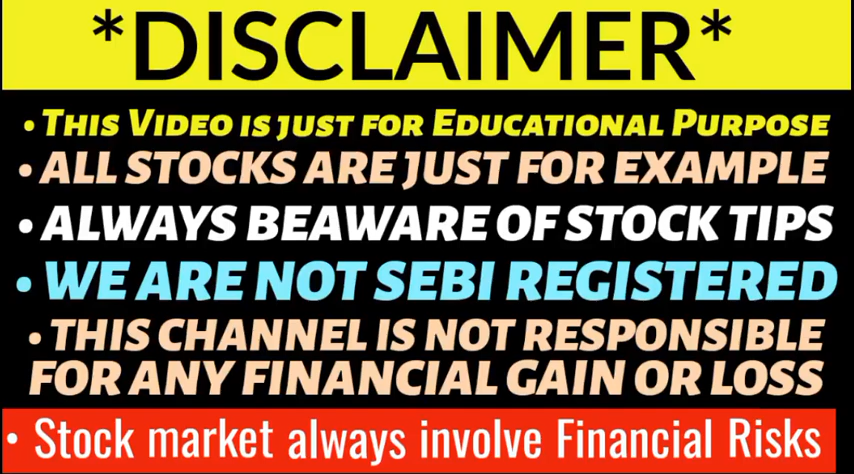 *DISCLAIMER*
• This Video is just for Educational Purpose
• ALL STOCKS ARE JUST FOR EXAMPLE
• ALWAYS BEAWARE OF STOCK TIPS
• WE ARE NOT SEBI REGISTERED
• THIS CHANNEL IS NOT RESPONSIBLE
FOR ANY FINANCIAL GAIN OR LOSS
• Stock market always involve Financial Risks